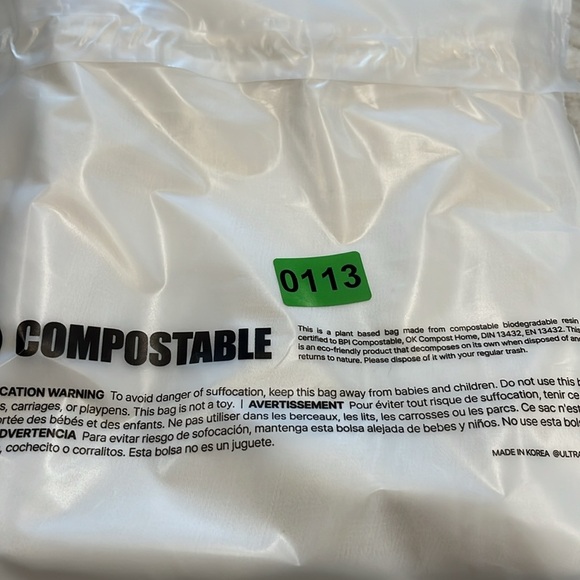 0113
COMPOSTABLE
This is a plant based bag made from compostable biodegradable resin
certified to BPI Compostable, OK Compost Home, DIN 13432, EN 13432. This
is an eco-friendly product that decomposes on its own when disposed of and
returns to nature. Please dispose of it with your regular trash.
CATION WARNING To avoid danger of suffocation, keep this bag away from babies and children. Do not use this b
s, carriages, or playpens. This bag is not a toy. | AVERTISSEMENT Pour éviter tout risque de suffocation, tenir ce
ortée des bébés et des enfants. Ne pas utiliser dans les berceaux, les lits, les carrosses ou les parcs. Ce sac n'est
DVERTENCIA Para evitar riesgo de sofocación, mantenga esta bolsa alejada de bebes y niños. No use esta bols
, cochecito o corralitos. Esta bolsa no es un juguete.
MADE IN KOREA @ULTRA